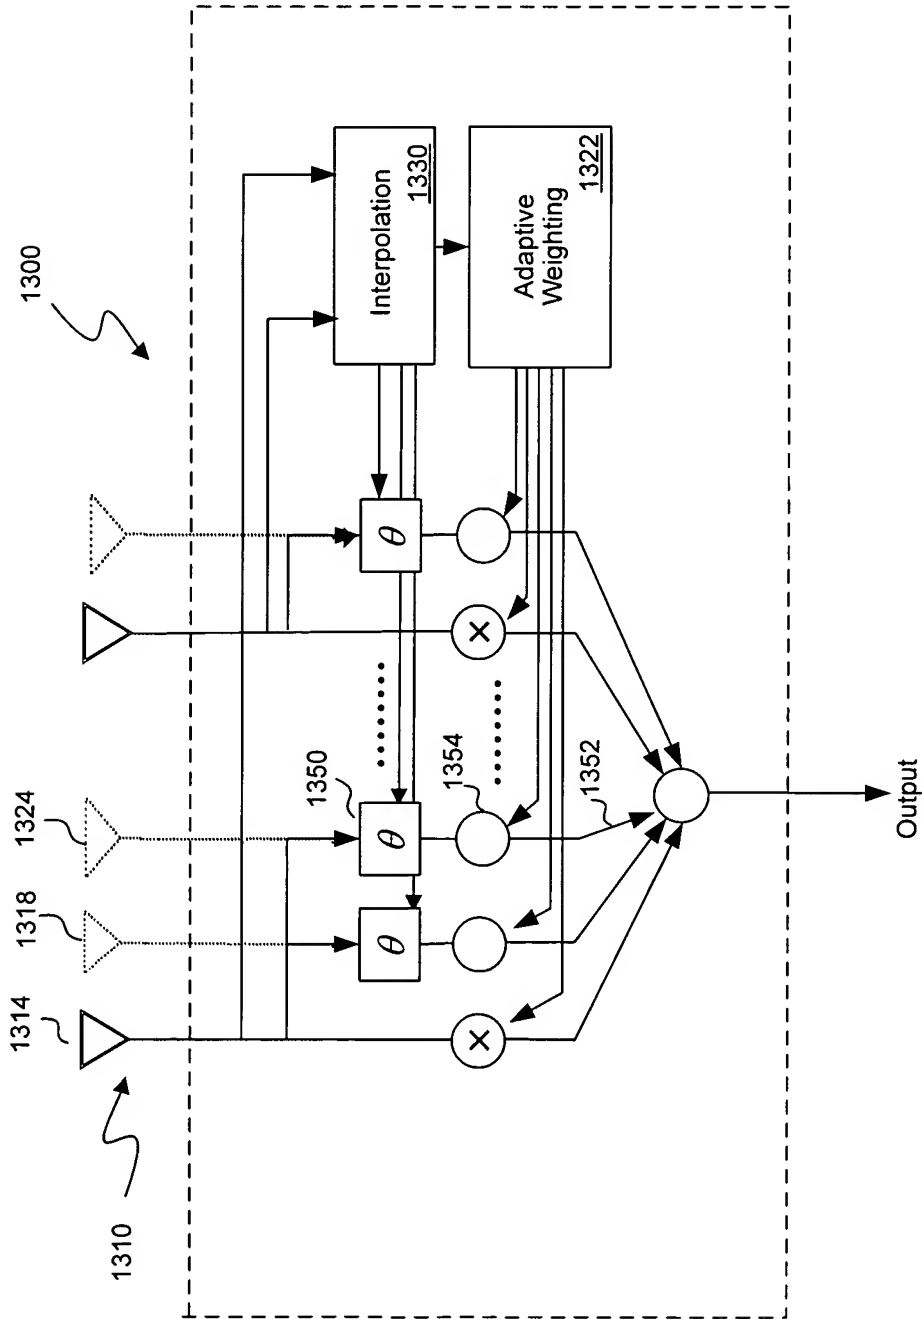 1300
1310
1314
1318
1324
Interpolation
1330
Adaptive
Weighting
1322
θ
θ
θ
1350
1354
1352
Output